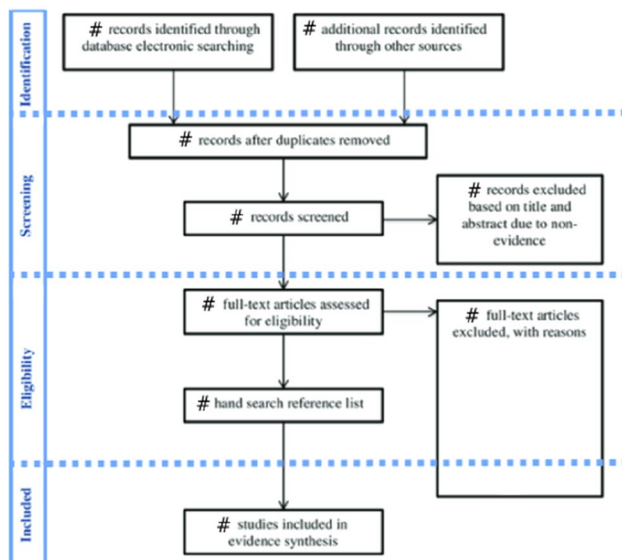 Identification
# records identified through
database electronic searching
# additional records identified
through other sources
Screening
# records after duplicates removed
# records screened
# records excluded
based on title and
abstract due to non-
evidence
Eligibility
# full-text articles assessed
for eligibility
# full-text articles
excluded, with reasons
# hand search reference list
Included
# studies included in
evidence synthesis